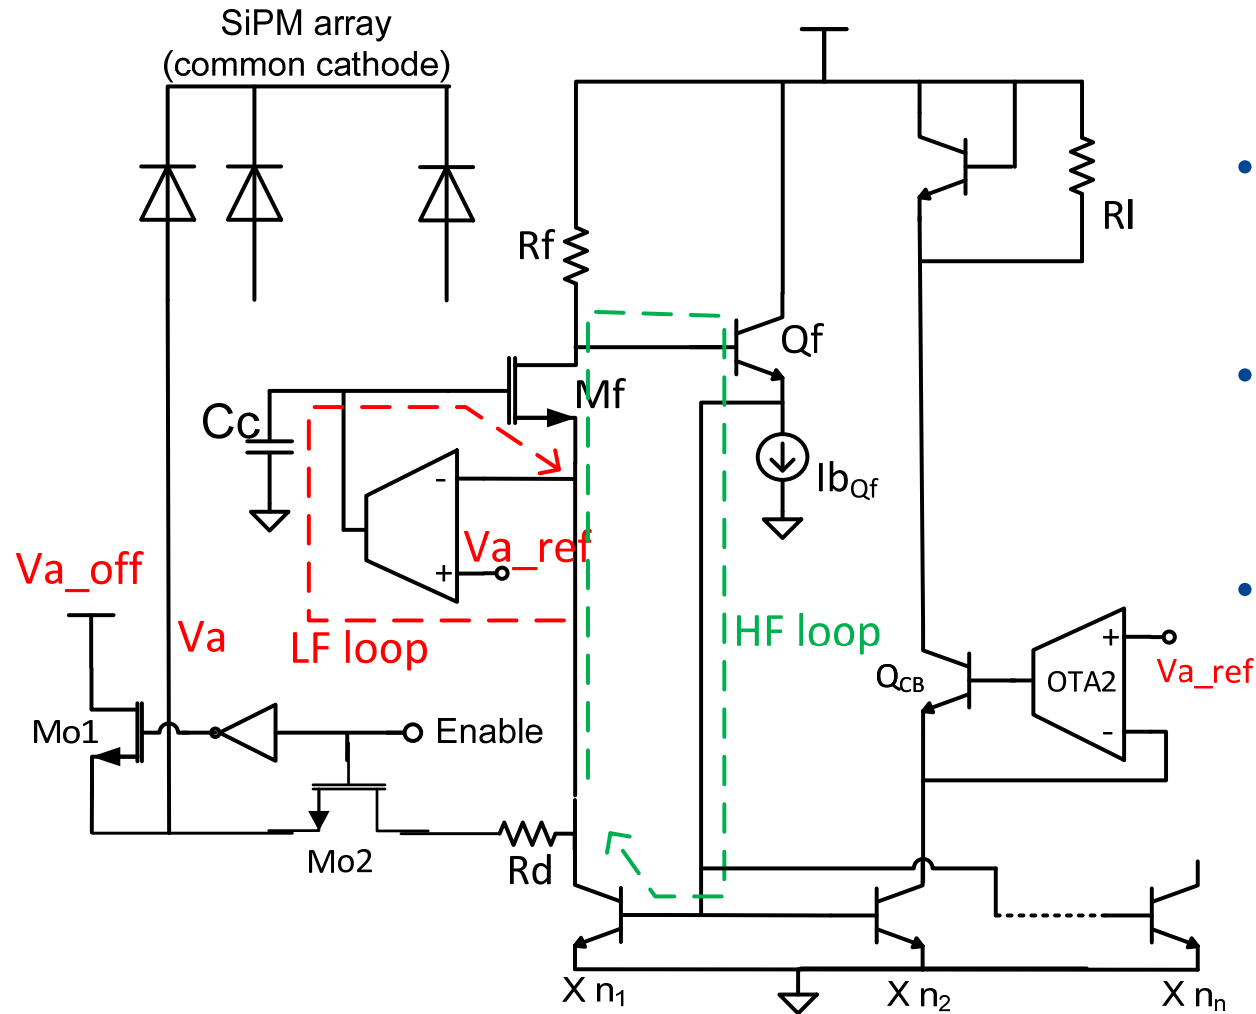 SiPM array
(common cathode)
Rf
Rl
Qf
Mf
Cc
-
Ib_Qf
Va_ref
+
Va_off
Va
LF loop
HF loop
+
Va_ref
Q_CB
OTA2
-
Mo1
Enable
Mo2
Rd
X n₁
X n₂
X nₙ